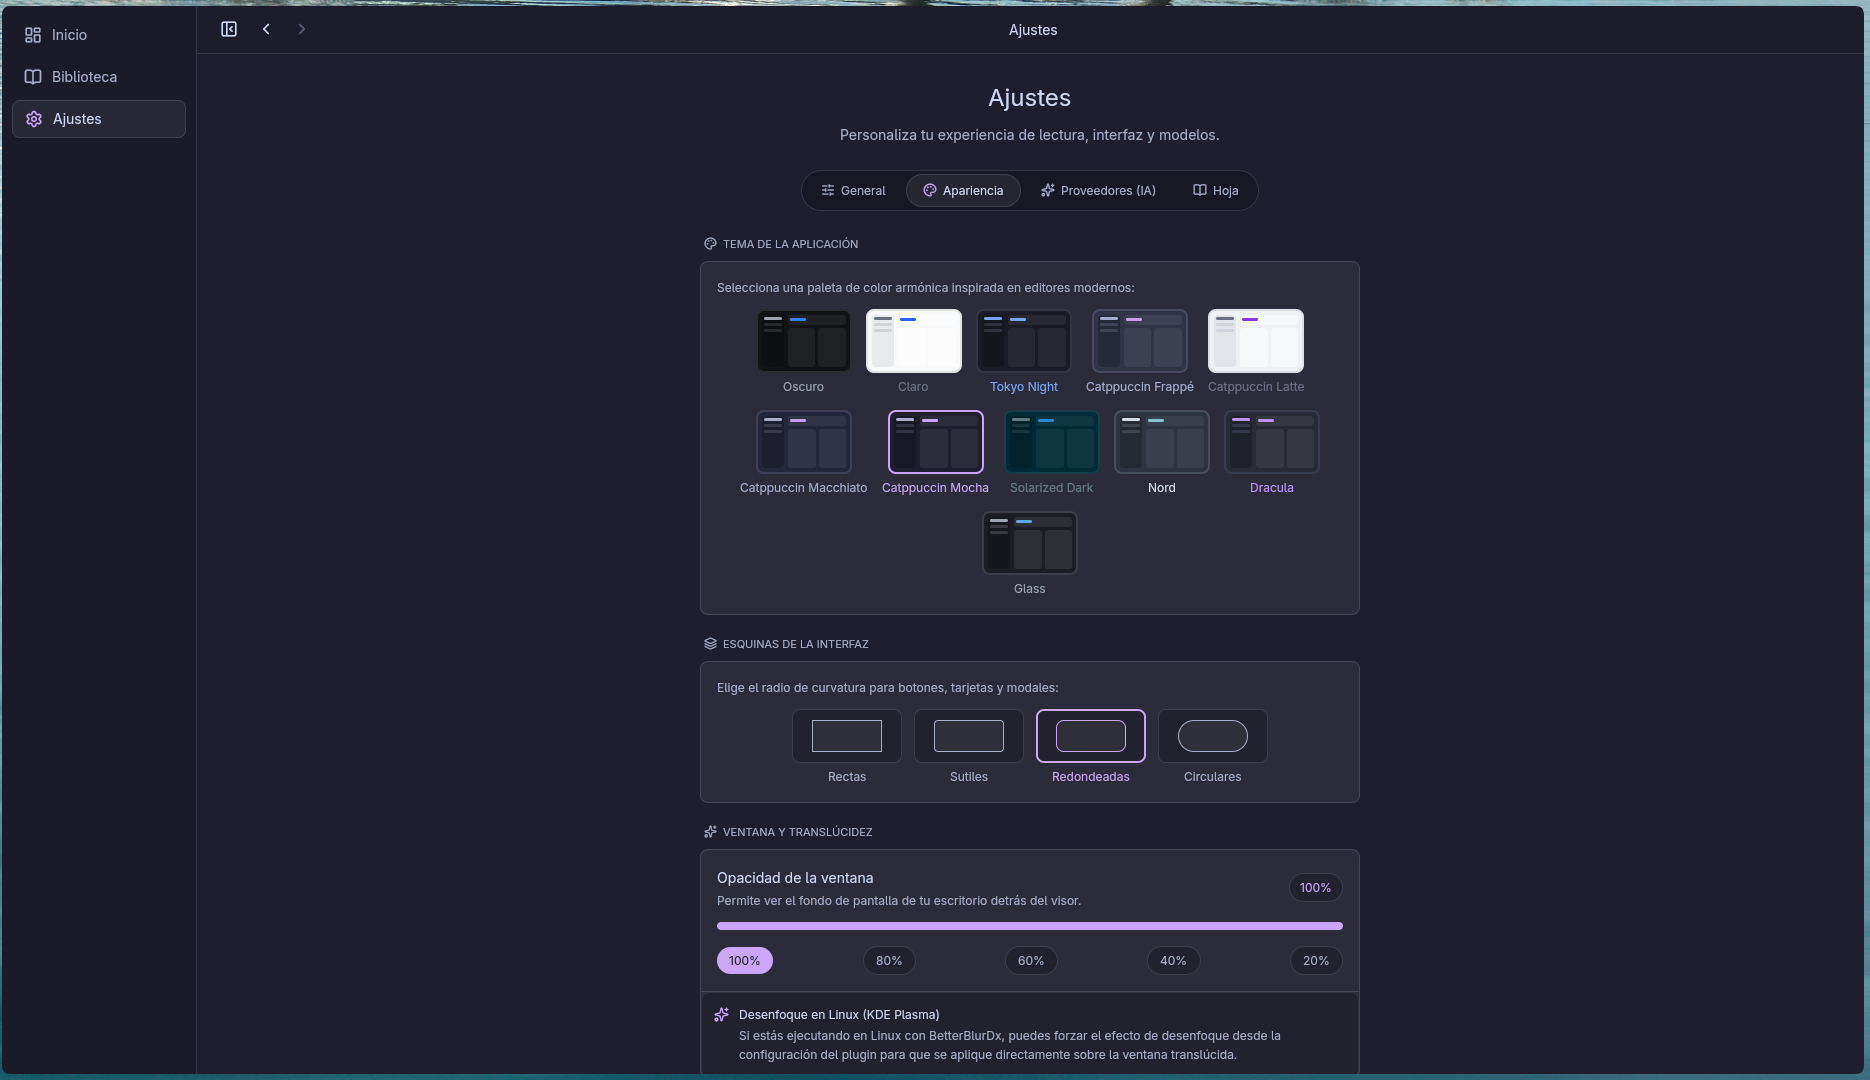 Inicio
Biblioteca
Ajustes
Ajustes
Ajustes
Personaliza tu experiencia de lectura, interfaz y modelos.
General
Apariencia
Proveedores (IA)
Hoja
TEMA DE LA APLICACIÓN
Selecciona una paleta de color armónica inspirada en editores modernos:
Oscuro
Claro
Tokyo Night
Catppuccin Frappé
Catppuccin Latte
Catppuccin Macchiato
Catppuccin Mocha
Solarized Dark
Nord
Dracula
Glass
ESQUINAS DE LA INTERFAZ
Elige el radio de curvatura para botones, tarjetas y modales:
Rectas
Sutiles
Redondeadas
Circulares
VENTANA Y TRANSLÚCIDEZ
Opacidad de la ventana
100%
Permite ver el fondo de pantalla de tu escritorio detrás del visor.
100%
80%
60%
40%
20%
Desenfoque en Linux (KDE Plasma)
Si estás ejecutando en Linux con BetterBlurDx, puedes forzar el efecto de desenfoque desde la
configuración del plugin para que se aplique directamente sobre la ventana translúcida.